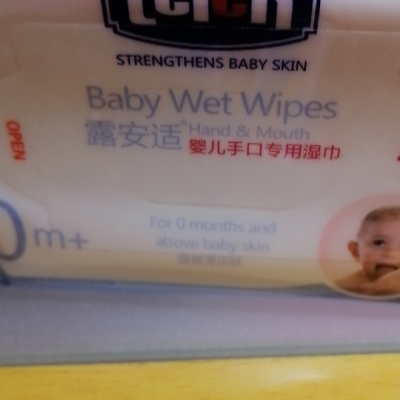 STRENGTHENS BABY SKIN
Baby Wet Wipes
露安适® Hand & Mouth
婴儿手口专用湿巾
OPEN
0m+
For 0 months and
above baby skin